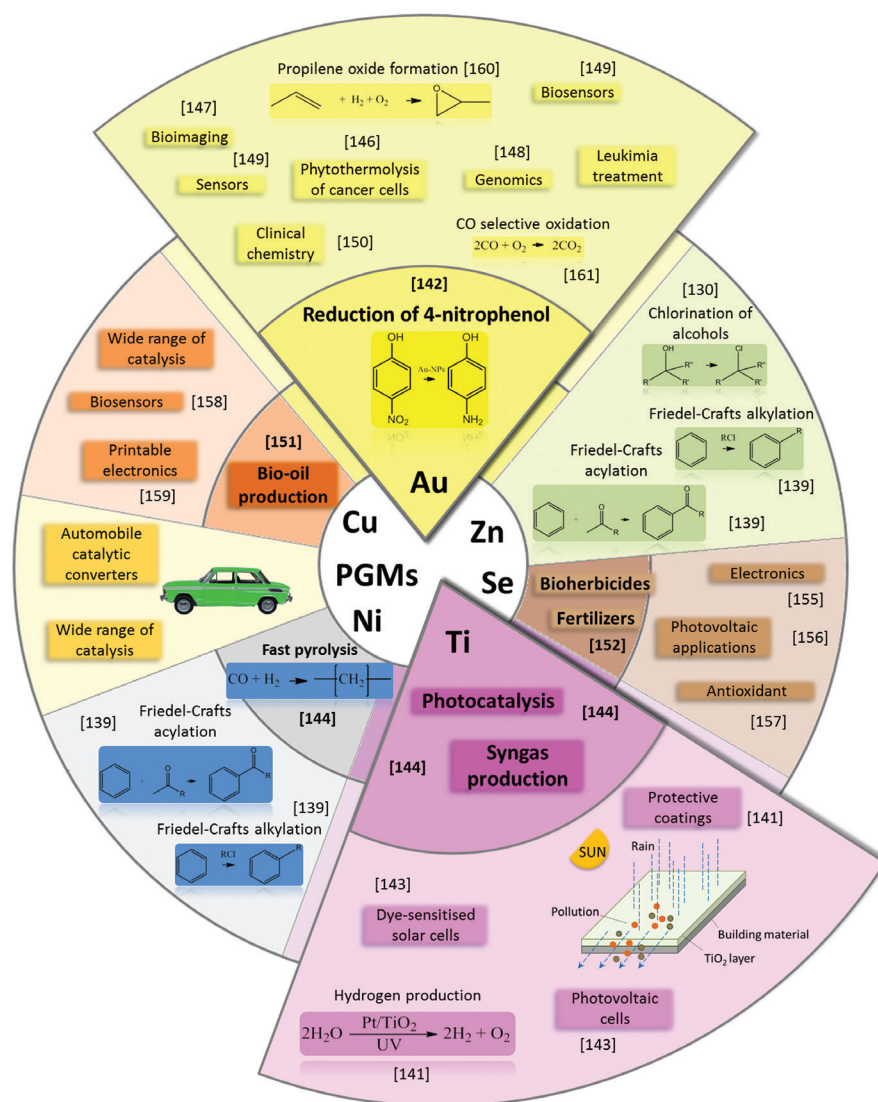 Propilene oxide formation [160]
+ H₂ + O₂
[149]
Biosensors
[147]
Bioimaging
[149]
Sensors
[146]
Phytothermolysis
of cancer cells
[148]
Genomics
Leukimia
treatment
Clinical
chemistry
[150]
CO selective oxidation
2CO + O₂ → 2CO₂
[161]
[142]
Reduction of 4-nitrophenol
OH
OH
Au-NPs
NO₂
NH₂
Au
[130]
Chlorination of
alcohols
OH
Cl
R"
R"
R
R'
R
R'
Friedel-Crafts alkylation
RCl
R
[139]
Friedel-Crafts
acylation
O
O
R
R
[139]
Zn
Wide range of
catalysis
Biosensors
[158]
Printable
electronics
[159]
[151]
Bio-oil
production
Cu
Automobile
catalytic
converters
Wide range of
catalysis
PGMs
Ni
Se
Bioherbicides
Fertilizers
[152]
Electronics
[155]
Photovoltaic
applications
[156]
Antioxidant
[157]
Fast pyrolysis
CO + H₂ → [CH₂]
[144]
[139]
Friedel-Crafts
acylation
O
O
R
R
[139]
Friedel-Crafts alkylation
RCl
R
Ti
Photocatalysis
[144]
[144]
Syngas
production
Protective
coatings
[141]
SUN
Rain
Pollution
Building material
TiO₂ layer
[143]
Dye-sensitised
solar cells
Hydrogen production
Pt/TiO₂
2H₂O → 2H₂ + O₂
UV
[141]
Photovoltaic
cells
[143]